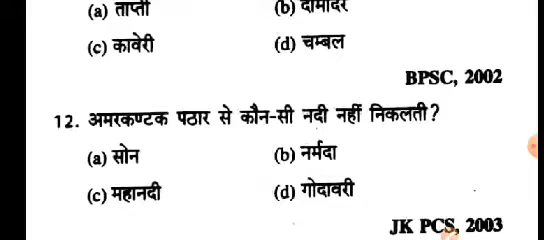 (a) ताप्ती (b) दामोदर
(c) कावेरी (d) चम्बल
BPSC, 2002
12. अमरकण्टक पठार से कौन-सी नदी नहीं निकलती?
(a) सोन (b) नर्मदा
(c) महानदी (d) गोदावरी
JK PCS, 2003